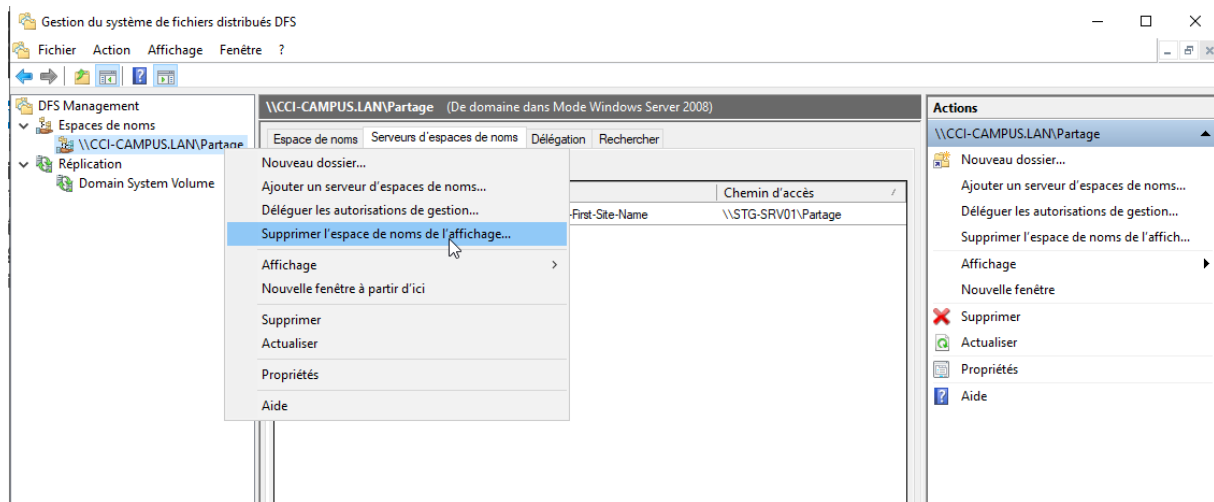 Gestion du système de fichiers distribués DFS
Fichier Action Affichage Fenêtre ?
DFS Management
Espaces de noms
\\CCI-CAMPUS.LAN\Partage
Réplication
Domain System Volume
\\CCI-CAMPUS.LAN\Partage (De domaine dans Mode Windows Server 2008)
Espace de noms Serveurs d'espaces de noms Délégation Rechercher
Chemin d'accès
-First-Site-Name \\STG-SRV01\Partage
Nouveau dossier...
Ajouter un serveur d'espaces de noms...
Déléguer les autorisations de gestion...
Supprimer l'espace de noms de l'affichage...
Affichage
Nouvelle fenêtre à partir d'ici
Supprimer
Actualiser
Propriétés
Aide
Actions
\\CCI-CAMPUS.LAN\Partage
Nouveau dossier...
Ajouter un serveur d'espaces de noms...
Déléguer les autorisations de gestion...
Supprimer l'espace de noms de l'affich...
Affichage
Nouvelle fenêtre
Supprimer
Actualiser
Propriétés
Aide